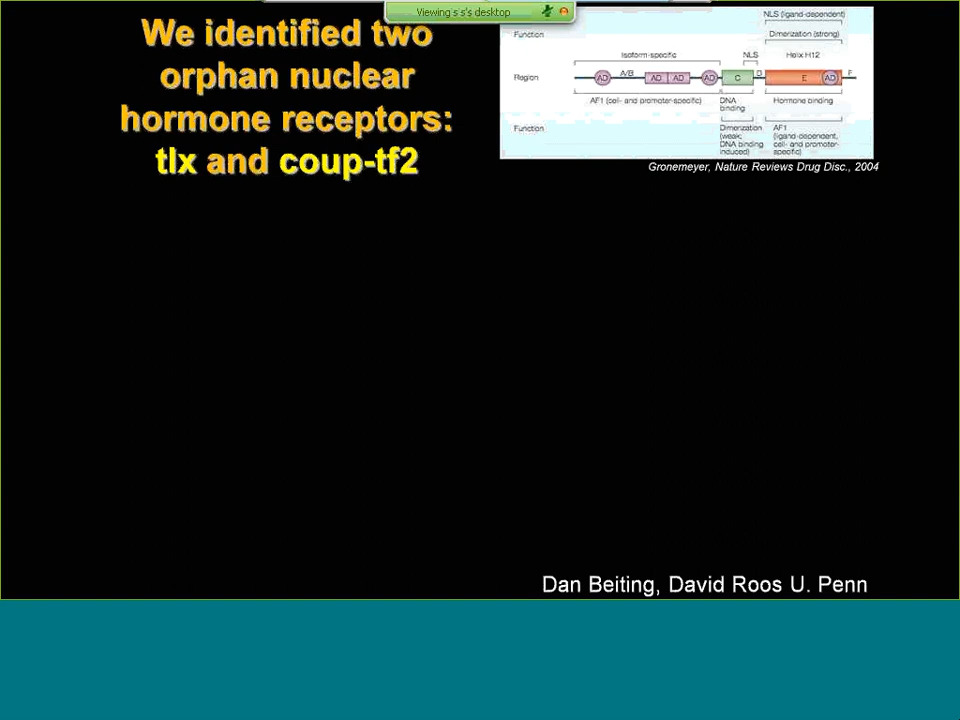 Viewing s's desktop
We identified two
orphan nuclear
hormone receptors:
tlx and coup-tf2
NLS (ligand-dependent)
Function
Dimerization (strong)
Isoform-specific
NLS
Helix H12
Region
AD
A/B
AD
AD
AD
C
D
E
AD
F
AF1 (cell- and promoter-specific)
DNA
binding
Hormone binding
Function
Dimerization
(weak;
DNA binding
induced)
AF1
(ligand-dependent,
cell- and promoter-
specific)
Gronemeyer, Nature Reviews Drug Disc., 2004
Dan Beiting, David Roos U. Penn